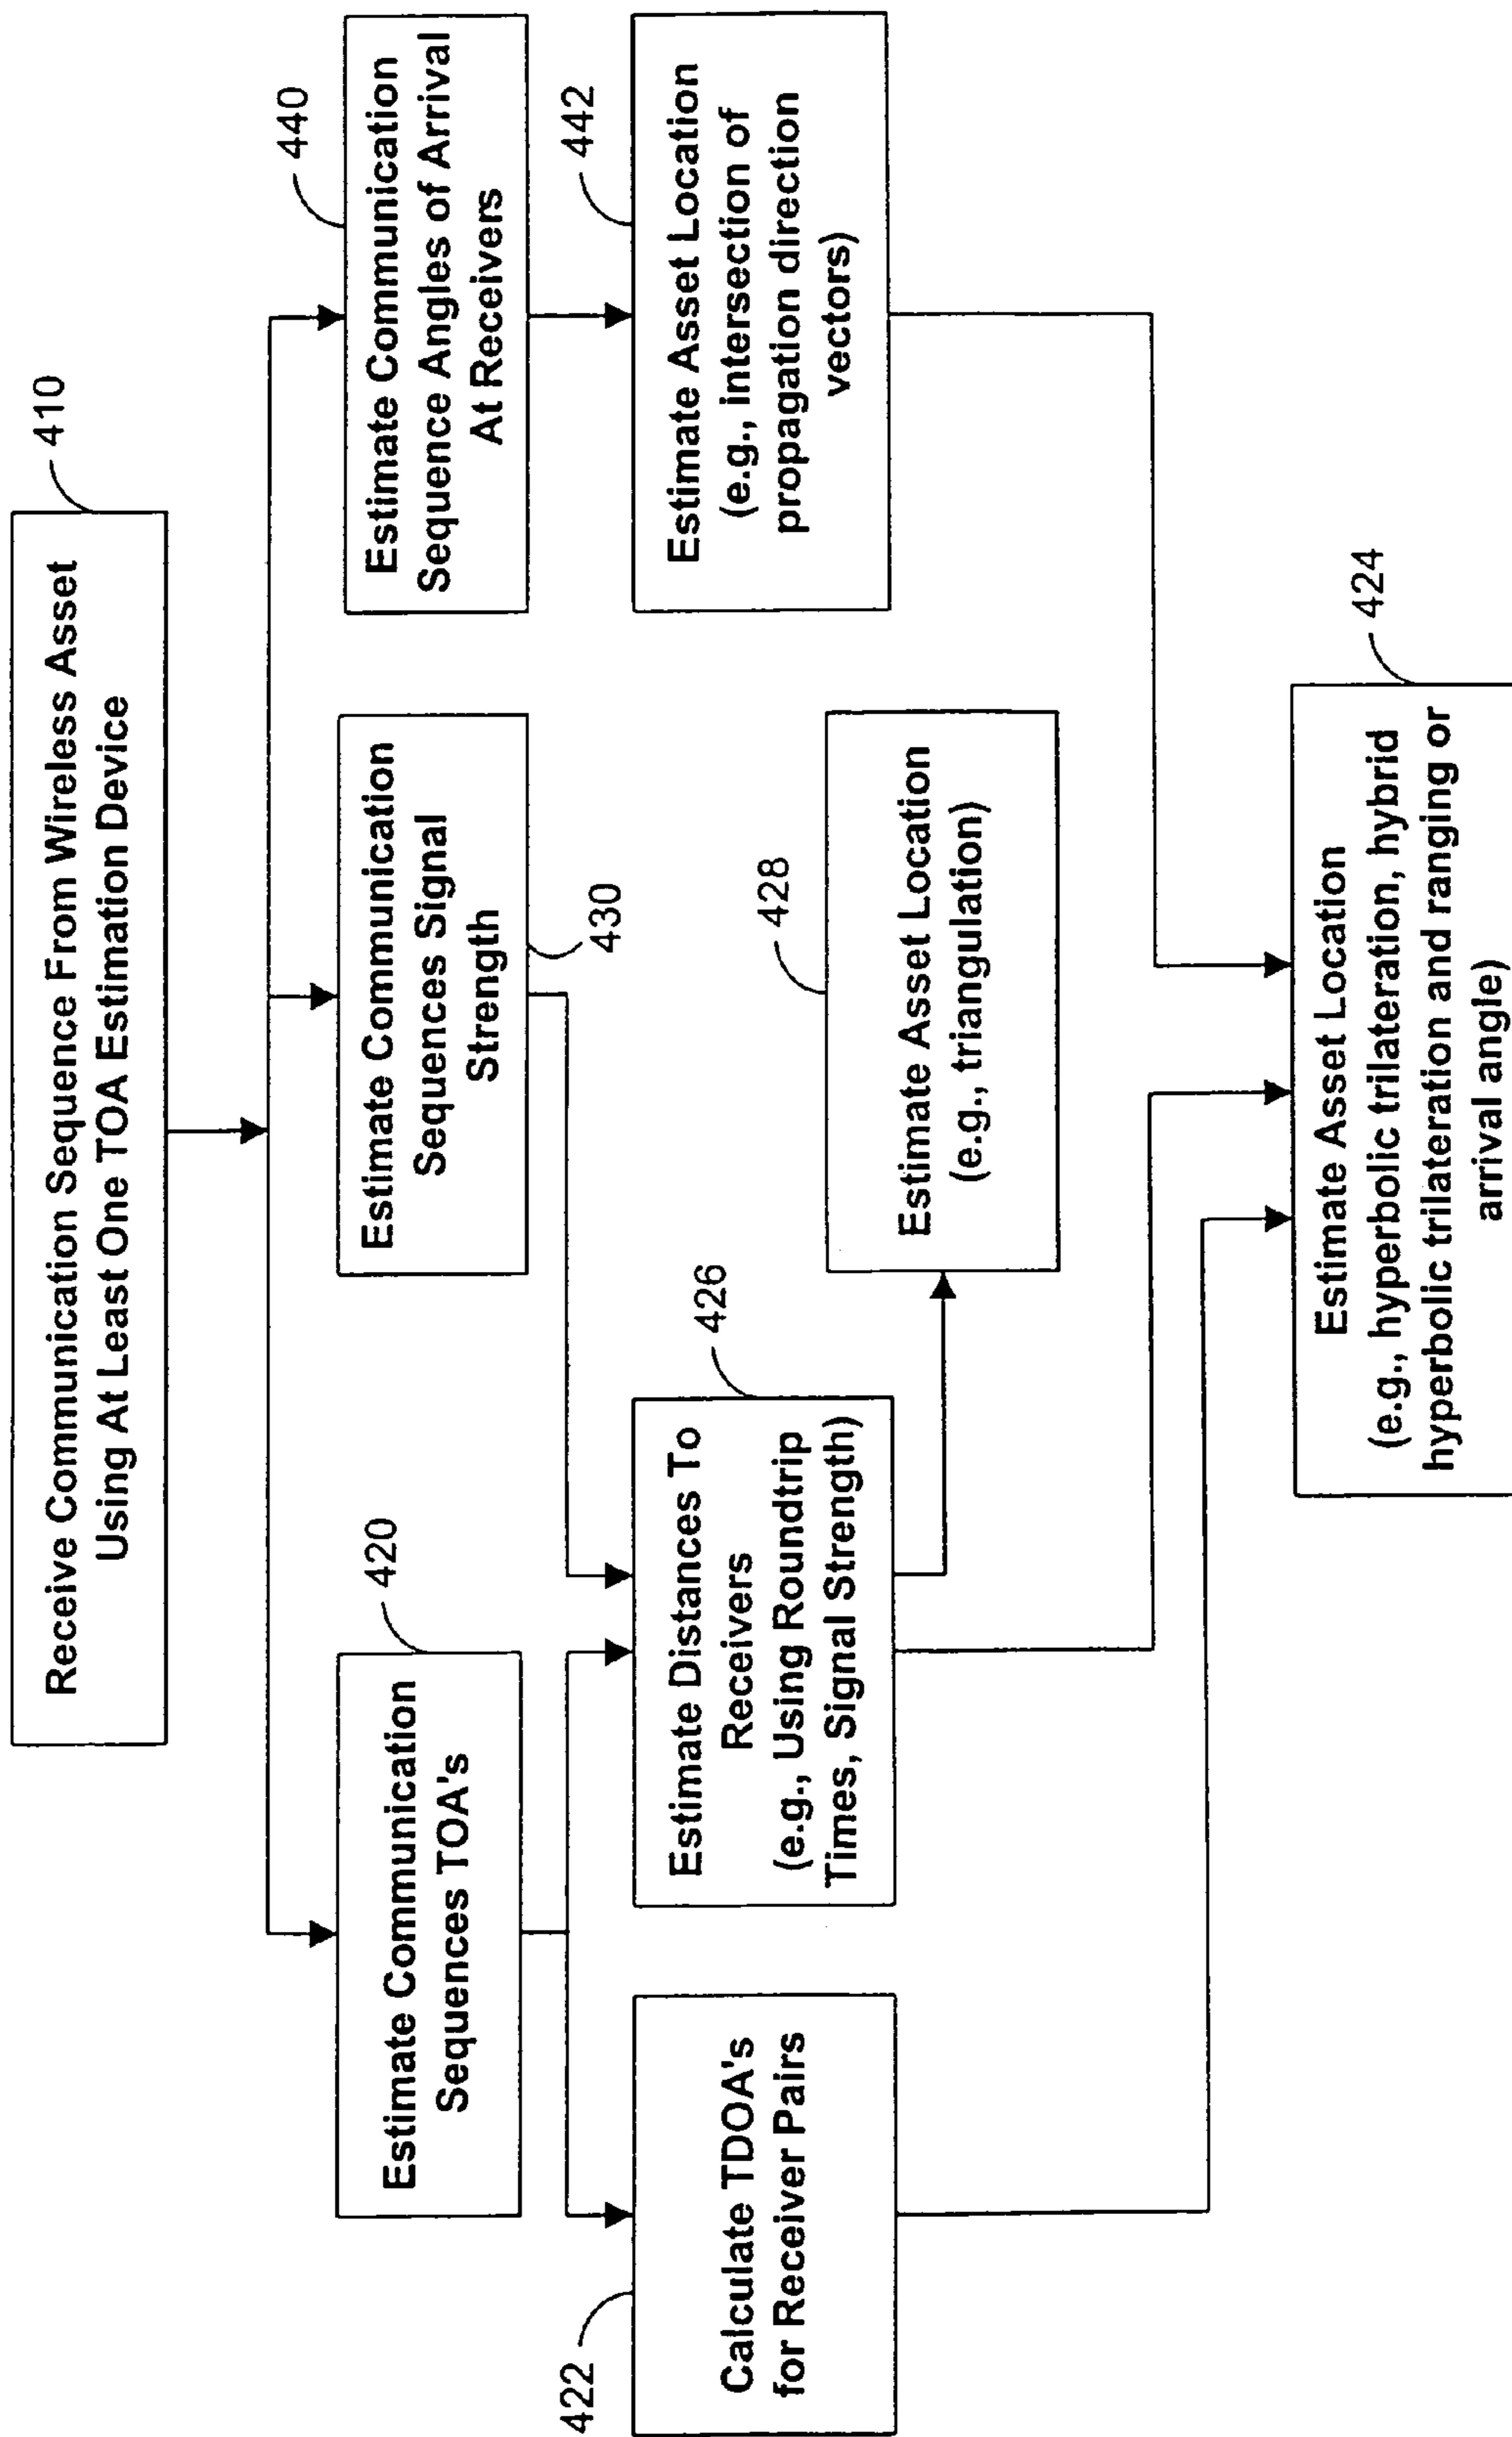 Receive Communication Sequence From Wireless Asset
Using At Least One TOA Estimation Device
410
Estimate Communication
Sequences TOA's
420
Estimate Communication
Sequences Signal
Strength
430
Estimate Communication
Sequence Angles of Arrival
At Receivers
440
Calculate TDOA's
for Receiver Pairs
422
Estimate Distances To
Receivers
(e.g., Using Roundtrip
Times, Signal Strength)
426
Estimate Asset Location
(e.g., triangulation)
428
Estimate Asset Location
(e.g., intersection of
propagation direction
vectors)
442
Estimate Asset Location
(e.g., hyperbolic trilateration, hybrid
hyperbolic trilateration and ranging or
arrival angle)
424